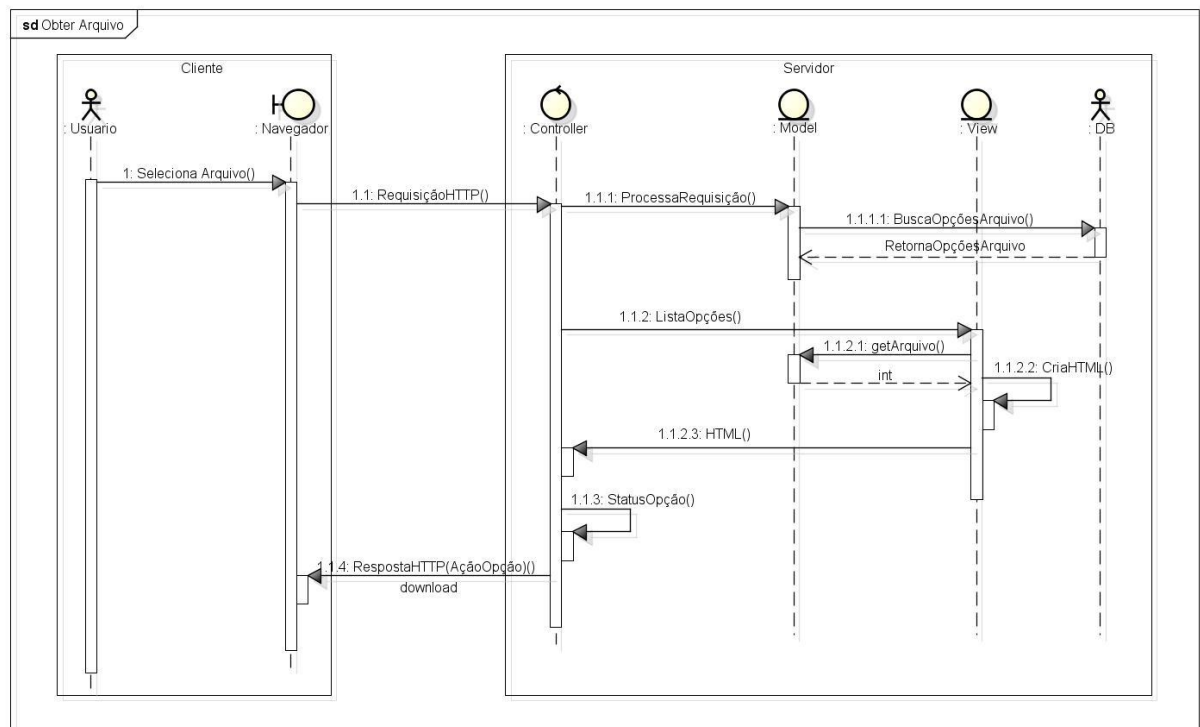 sd Obter Arquivo
Cliente
Servidor
: Usuario
: Navegador
: Controller
: Model
: View
: DB
1: Seleciona Arquivo()
1.1: RequisiçãoHTTP()
1.1.1: ProcessaRequisição()
1.1.1.1: BuscaOpçõesArquivo()
RetornaOpçõesArquivo
1.1.2: ListaOpções()
1.1.2.1: getArquivo()
1.1.2.2: CriaHTML()
int
1.1.2.3: HTML()
1.1.3: StatusOpção()
1.1.4: RespostaHTTP(AçãoOpção)()
download